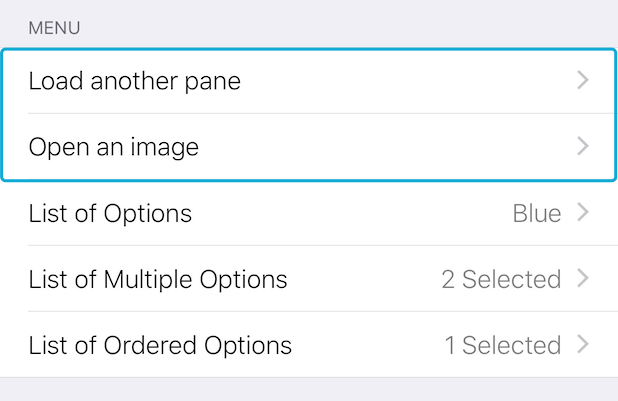 MENU
Load another pane
Open an image
List of Options Blue
List of Multiple Options 2 Selected
List of Ordered Options 1 Selected